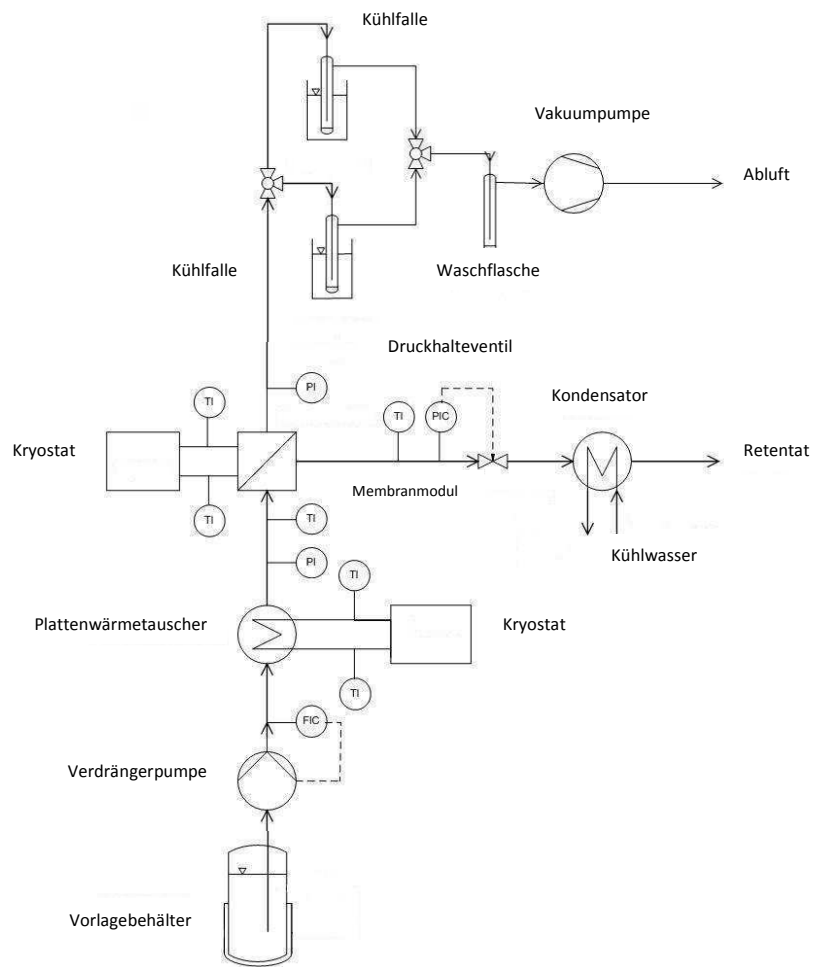 Kühlfalle
Vakuumpumpe
Abluft
Kühlfalle
Waschflasche
Druckhalteventil
PI
Kondensator
TI
TI
PIC
Kryostat
Retentat
Membranmodul
TI
TI
Kühlwasser
PI
TI
Plattenwärmetauscher
Kryostat
TI
FIC
Verdrängerpumpe
Vorlagebehälter